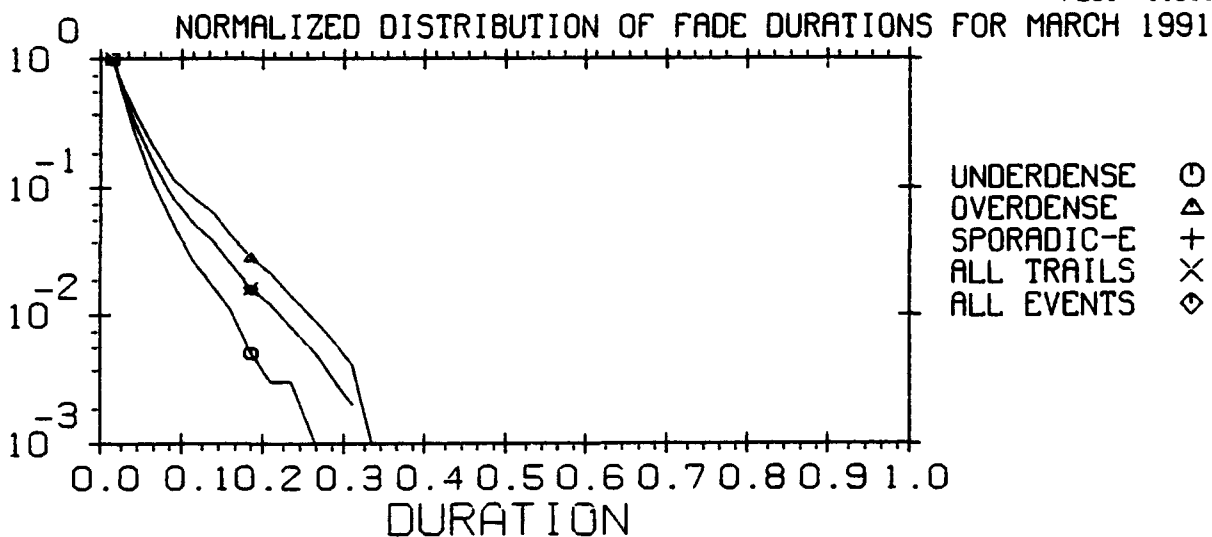 NORMALIZED DISTRIBUTION OF FADE DURATIONS FOR MARCH 1991
10 0
10 -1
10 -2
10 -3
0.0 0.1 0.2 0.3 0.4 0.5 0.6 0.7 0.8 0.9 1.0
DURATION
UNDERDENSE
OVERDENSE
SPORADIC-E
ALL TRAILS
ALL EVENTS